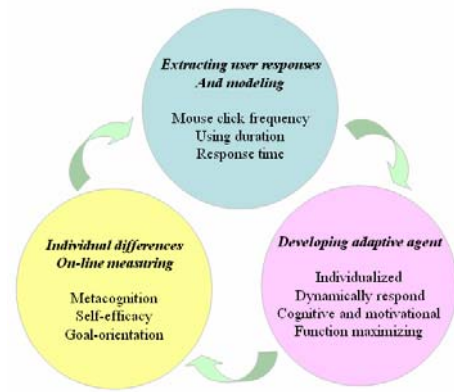 Extracting user responses
And modeling
Mouse click frequency
Using duration
Response time
Individual differences
On-line measuring
Metacognition
Self-efficacy
Goal-orientation
Developing adaptive agent
Individualized
Dynamically respond
Cognitive and motivational
Function maximizing